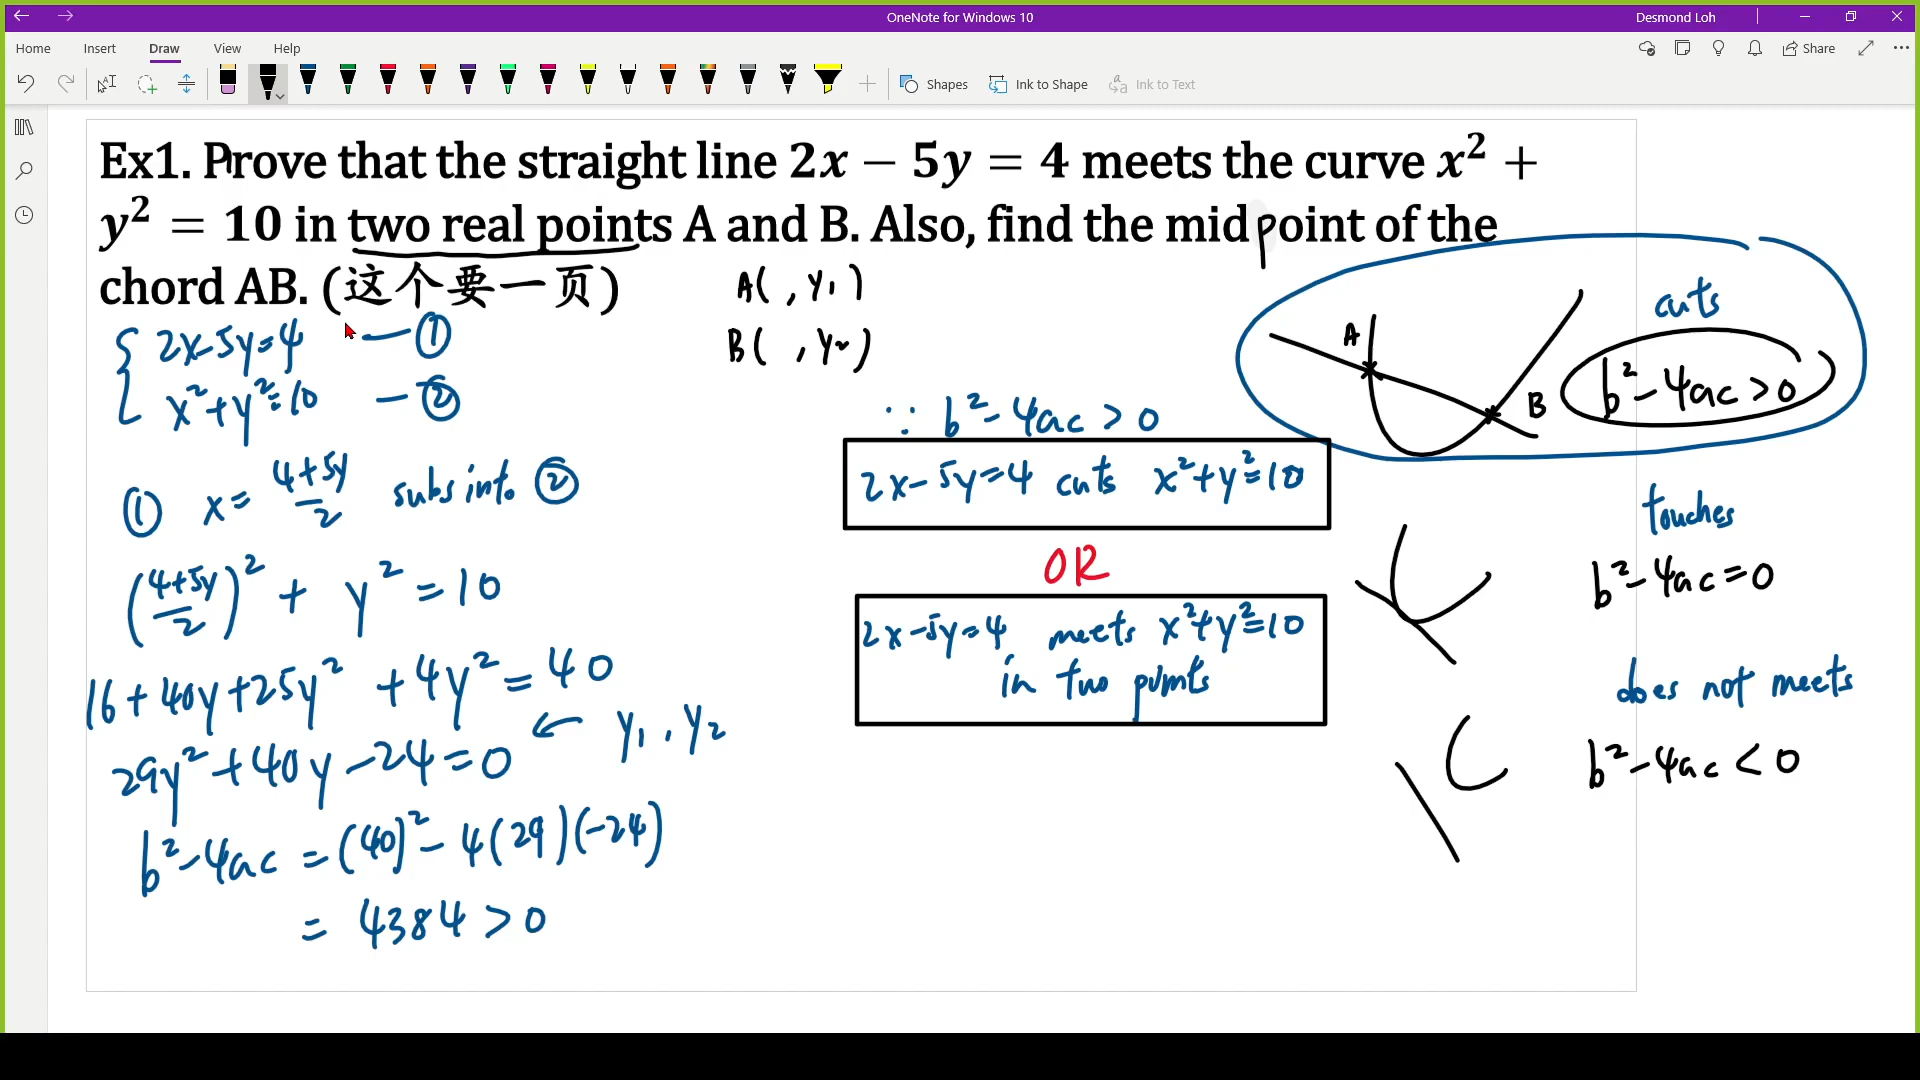 OneNote for Windows 10
Desmond Loh
Home Insert Draw View Help
Share
Shapes Ink to Shape Ink to Text
Ex1. Prove that the straight line 2x − 5y = 4 meets the curve x² +
y² = 10 in two real points A and B. Also, find the midpoint of the
chord AB. (这个要一页)
2x-5y=4 — ①
x²+y²=10 — ②
① x = (4+5y)/2 subs into ②
((4+5y)/2)² + y² = 10
16 + 40y + 25y² + 4y² = 40
29y² + 40y - 24 = 0 ← y₁, y₂
b²-4ac = (40)² - 4(29)(-24)
= 4384 > 0
A( , y₁)
B( , y₂)
∵ b²-4ac > 0
2x-5y=4 cuts x²+y²=10
OR
2x-5y=4 meets x²+y²=10
in two points
A
B
cuts
b²-4ac>0
touches
b²-4ac=0
does not meets
b²-4ac < 0